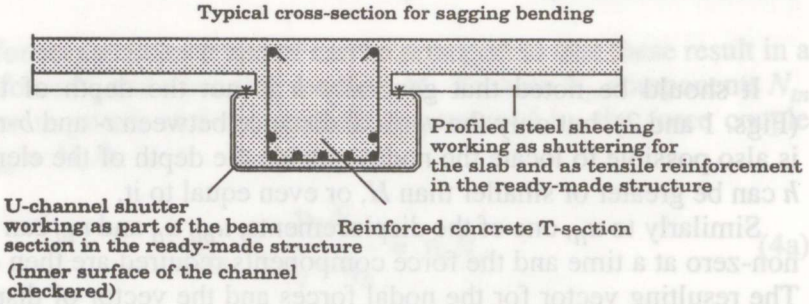 Typical cross-section for sagging bending
Profiled steel sheeting
working as shuttering for
the slab and as tensile reinforcement
in the ready-made structure
U-channel shutter
working as part of the beam
section in the ready-made structure
(Inner surface of the channel
checkered)
Reinforced concrete T-section